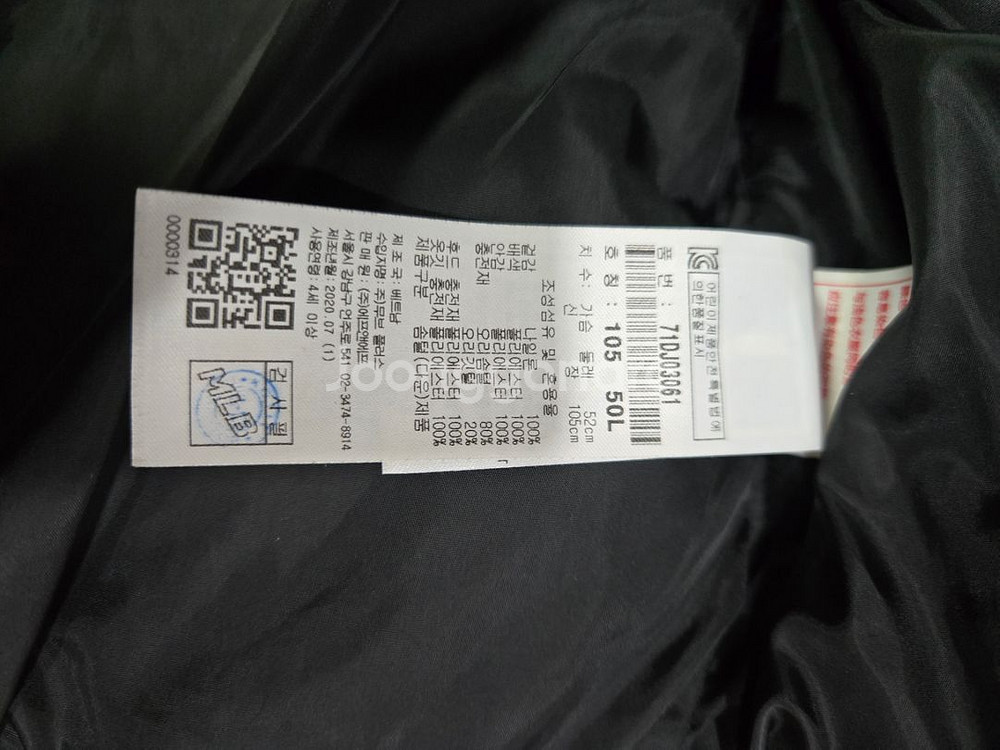 어린이제품안전특별법에
의한품질표시
품 번 : 71DJ03061
호 칭 : 105 50L
치 수 : 가슴 둘레 52cm
신 장 105cm
조성섬유 및 혼용율
겉감 나일론 100%
배색 폴리에스터 100%
안감 폴리에스터 100%
충전재 오리솜털 80%
오리깃털 20%
후드 충전재 폴리에스터 100%
옷기 충전재 폴리에스터 100%
제품구분 솜털(다운)제품
제 조 국 : 베트남
수입자명 : 주)무브 플러스
판 매 원 : (주)에프앤에프
서울시 강남구 언주로 541 02-3474-8914
제조년월 : 2020.07 (1)
사용연령 : 4세 이상
검사필
MLB
0000314